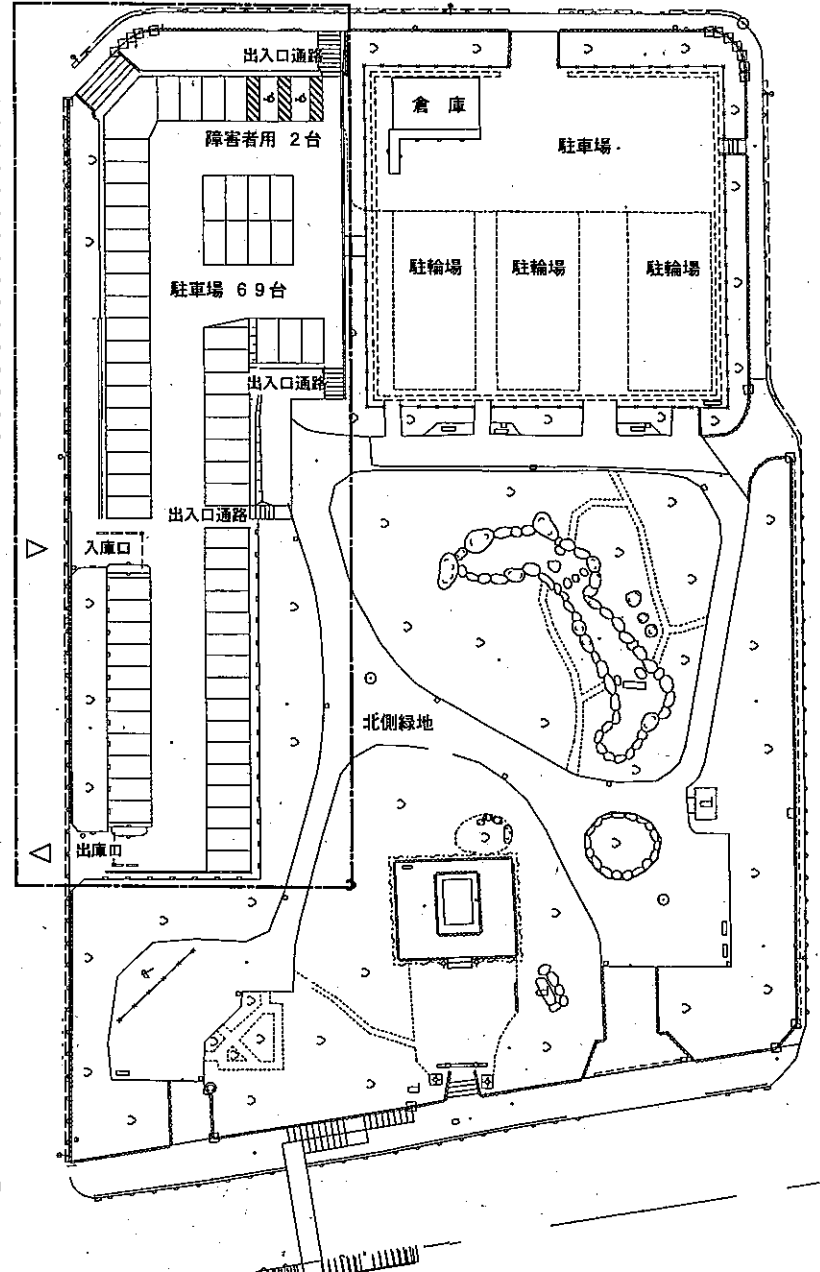 出入口通路
倉 庫
障害者用 2台
駐車場
駐輪場
駐輪場
駐輪場
駐車場 69台
出入口通路
出入口通路
入庫口
北側緑地
出庫口